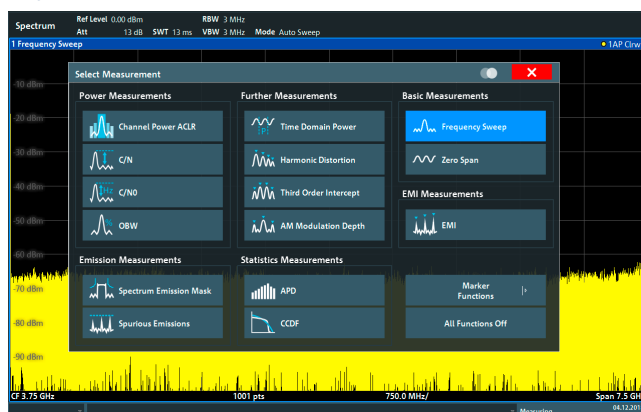 Spectrum
Ref Level 0.00 dBm RBW 3 MHz
Att 13 dB SWT 13 ms VBW 3 MHz Mode Auto Sweep
1 Frequency Sweep 1AP Clrw
Select Measurement
Power Measurements Further Measurements Basic Measurements
Channel Power ACLR Time Domain Power Frequency Sweep
C/N Harmonic Distortion Zero Span
C/N0 Third Order Intercept EMI Measurements
OBW AM Modulation Depth EMI
Emission Measurements Statistics Measurements
Spectrum Emission Mask APD Marker Functions
Spurious Emissions CCDF All Functions Off
-10 dBm
-20 dBm
-30 dBm
-40 dBm
-50 dBm
-60 dBm
-70 dBm
-80 dBm
-90 dBm
CF 3.75 GHz 1001 pts 750.0 MHz/ Span 7.5
Measuring